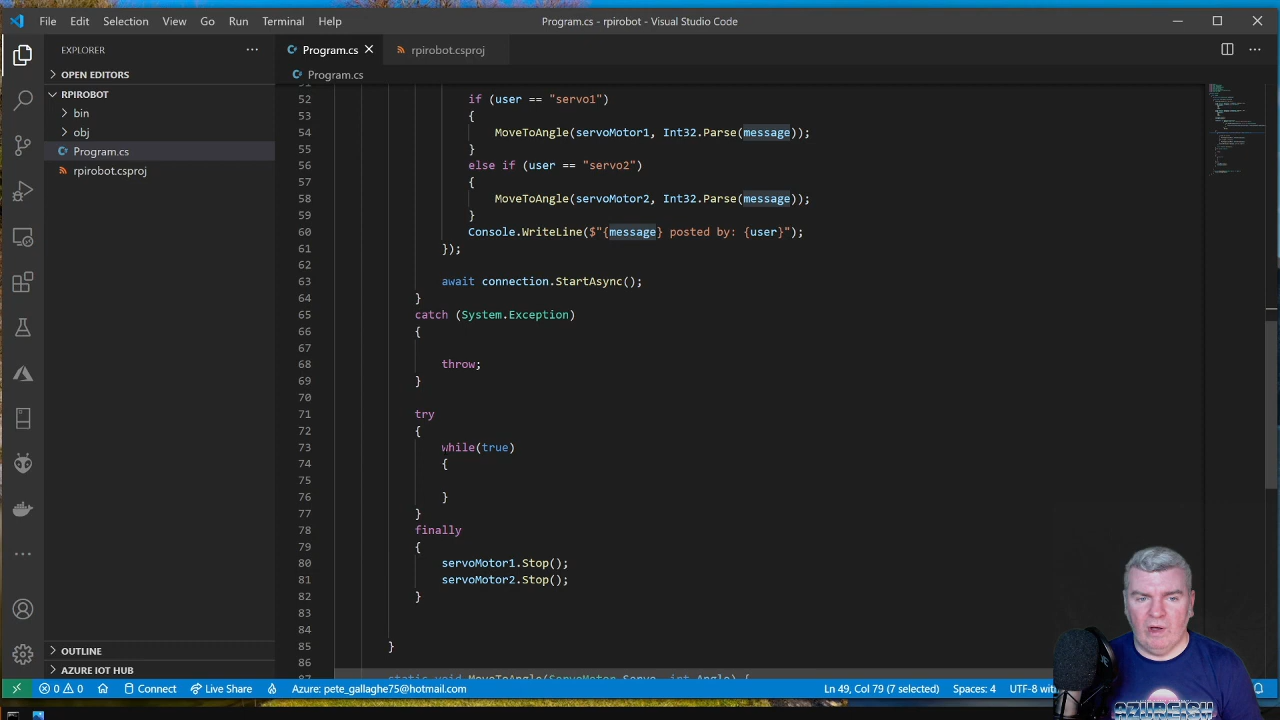 File Edit Selection View Go Run Terminal Help
Program.cs - rpirobot - Visual Studio Code
EXPLORER
OPEN EDITORS
RPIROBOT
bin
obj
Program.cs
rpirobot.csproj
OUTLINE
AZURE IOT HUB
Program.cs
rpirobot.csproj
Program.cs
52 if (user == "servo1")
53 {
54 MoveToAngle(servoMotor1, Int32.Parse(message));
55 }
56 else if (user == "servo2")
57 {
58 MoveToAngle(servoMotor2, Int32.Parse(message));
59 }
60 Console.WriteLine($"{message} posted by: {user}");
61 });
62
63 await connection.StartAsync();
64 }
65 catch (System.Exception)
66 {
67
68 throw;
69 }
70
71 try
72 {
73 while(true)
74 {
75
76 }
77 }
78 finally
79 {
80 servoMotor1.Stop();
81 servoMotor2.Stop();
82 }
83
84
85 }
86
87 static void MoveToAngle(ServoMotor Servo, int Angle) {
0 0 Connect Live Share Azure: pete_gallaghe75@hotmail.com Ln 49, Col 79 (7 selected) Spaces: 4 UTF-8 with
AZUREISH